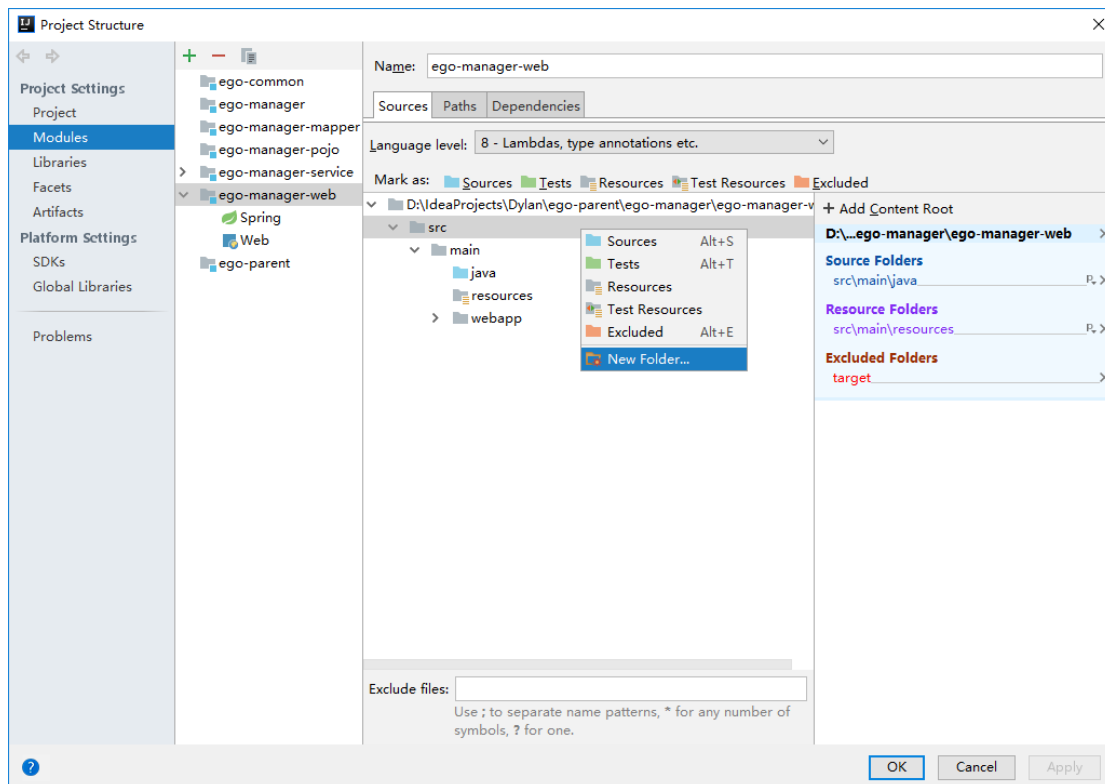 Project Structure
Project Settings
Project
Modules
Libraries
Facets
Artifacts
Platform Settings
SDKs
Global Libraries
Problems
ego-common
ego-manager
ego-manager-mapper
ego-manager-pojo
ego-manager-service
ego-manager-web
Spring
Web
ego-parent
Name: ego-manager-web
Sources Paths Dependencies
Language level: 8 - Lambdas, type annotations etc.
Mark as: Sources Tests Resources Test Resources Excluded
D:\IdeaProjects\Dylan\ego-parent\ego-manager\ego-manager-w
src
main
java
resources
webapp
Sources Alt+S
Tests Alt+T
Resources
Test Resources
Excluded Alt+E
New Folder...
+ Add Content Root
D:\...ego-manager\ego-manager-web
Source Folders
src\main\java
Resource Folders
src\main\resources
Excluded Folders
target
Exclude files:
Use ; to separate name patterns, * for any number of
symbols, ? for one.
? OK Cancel Apply